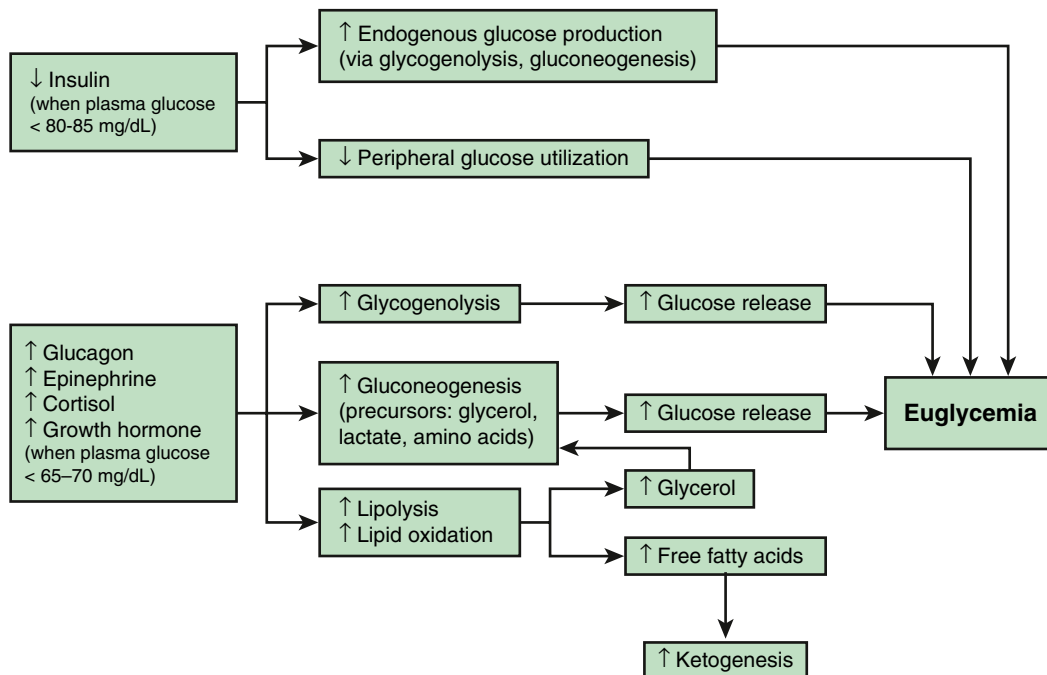 ↑ Endogenous glucose production
(via glycogenolysis, gluconeogenesis)
↓ Insulin
(when plasma glucose
< 80-85 mg/dL)
↓ Peripheral glucose utilization
↑ Glycogenolysis
↑ Glucose release
↑ Glucagon
↑ Epinephrine
↑ Cortisol
↑ Growth hormone
(when plasma glucose
< 65–70 mg/dL)
↑ Gluconeogenesis
(precursors: glycerol,
lactate, amino acids)
↑ Glucose release
Euglycemia
↑ Lipolysis
↑ Lipid oxidation
↑ Glycerol
↑ Free fatty acids
↑ Ketogenesis